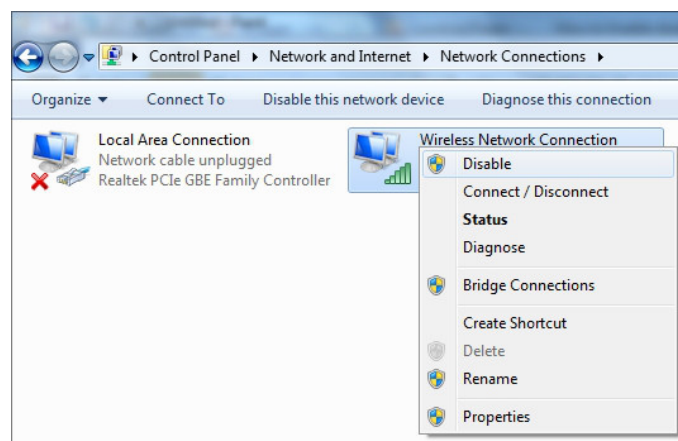 Control Panel ▸ Network and Internet ▸ Network Connections ▸
Organize ▾ Connect To Disable this network device Diagnose this connection
Local Area Connection
Network cable unplugged
Realtek PCIe GBE Family Controller
Wireless Network Connection
Disable
Connect / Disconnect
Status
Diagnose
Bridge Connections
Create Shortcut
Delete
Rename
Properties